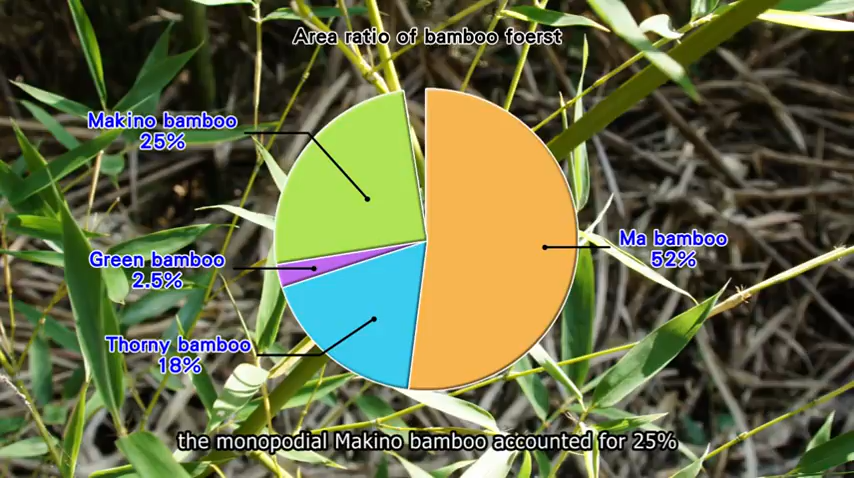 Area ratio of bamboo foerst
Makino bamboo
25%
Ma bamboo
52%
Green bamboo
2.5%
Thorny bamboo
18%
the monopodial Makino bamboo accounted for 25%